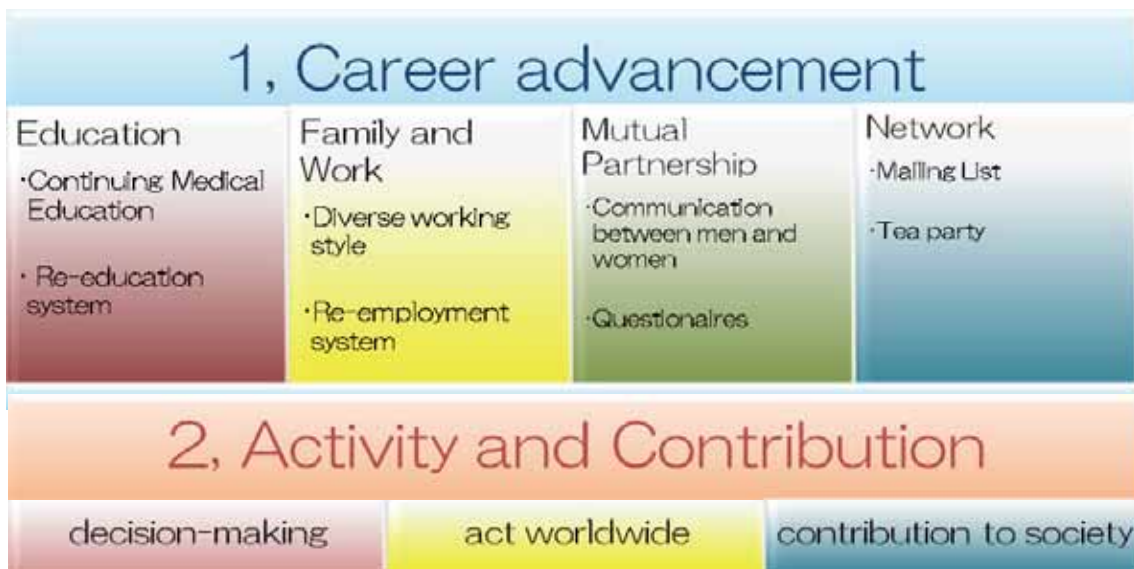 1, Career advancement
Education
·Continuing Medical
Education
· Re-education
system
Family and
Work
·Diverse working
style
·Re-employment
system
Mutual
Partnership
·Communication
between men and
women
·Questionaires
Network
·Mailing List
·Tea party
2, Activity and Contribution
decision-making
act worldwide
contribution to society